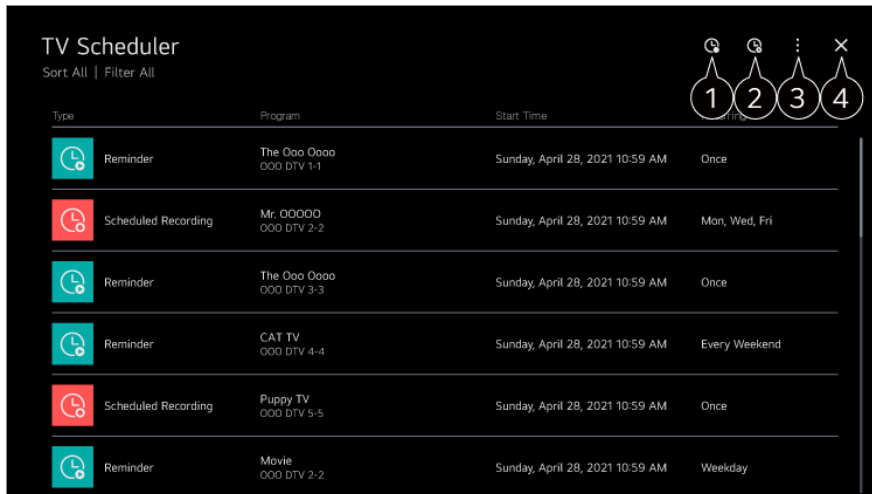 TV Scheduler
Sort All | Filter All
1 2 3 4
Type Program Start Time
Reminder The Ooo Oooo Sunday, April 28, 2021 10:59 AM Once
OOO DTV 1-1
Scheduled Recording Mr. OOOOO Sunday, April 28, 2021 10:59 AM Mon, Wed, Fri
OOO DTV 2-2
Reminder The Ooo Oooo Sunday, April 28, 2021 10:59 AM Once
OOO DTV 3-3
Reminder CAT TV Sunday, April 28, 2021 10:59 AM Every Weekend
OOO DTV 4-4
Scheduled Recording Puppy TV Sunday, April 28, 2021 10:59 AM Once
OOO DTV 5-5
Reminder Movie Sunday, April 28, 2021 10:59 AM Weekday
OOO DTV 2-2